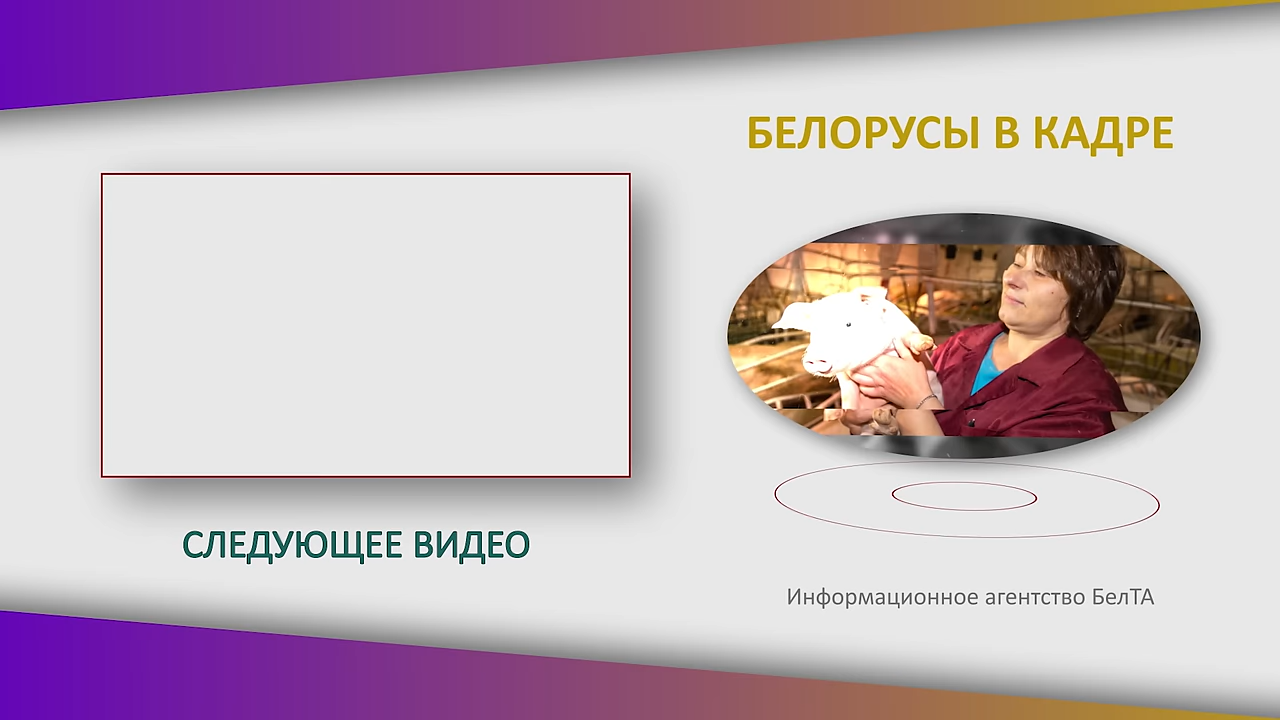 БЕЛОРУСЫ В КАДРЕ
СЛЕДУЮЩЕЕ ВИДЕО
Информационное агентство БелТА